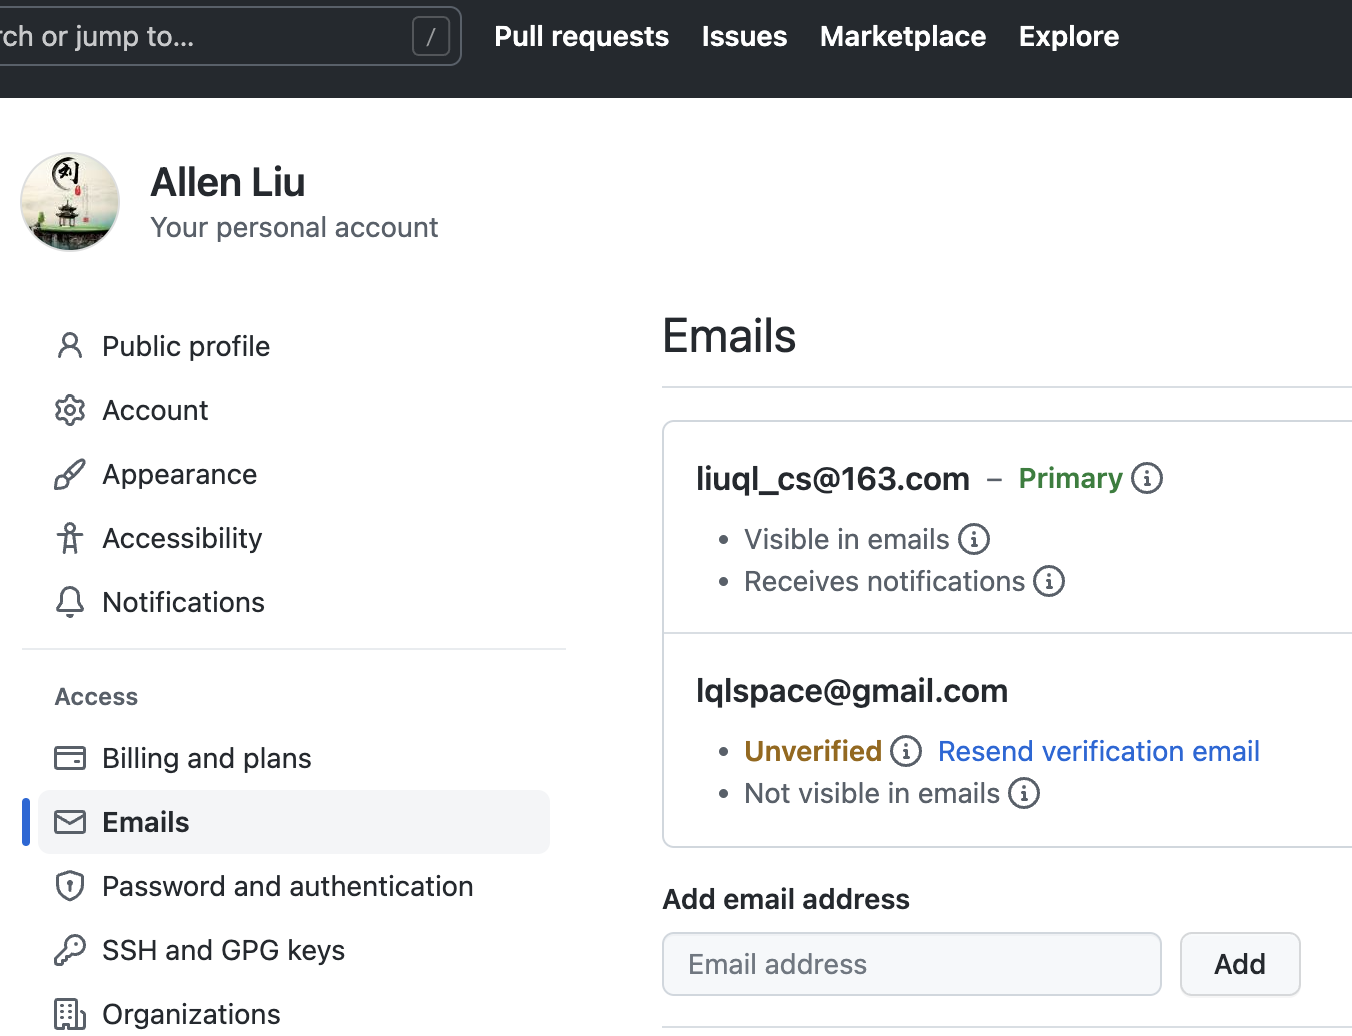 rch or jump to...
/
Pull requests
Issues
Marketplace
Explore
刘
Allen Liu
Your personal account
Public profile
Account
Appearance
Accessibility
Notifications
Access
Billing and plans
Emails
Password and authentication
SSH and GPG keys
Organizations
Emails
liuql_cs@163.com – Primary
Visible in emails
Receives notifications
lqlspace@gmail.com
Unverified Resend verification email
Not visible in emails
Add email address
Email address
Add